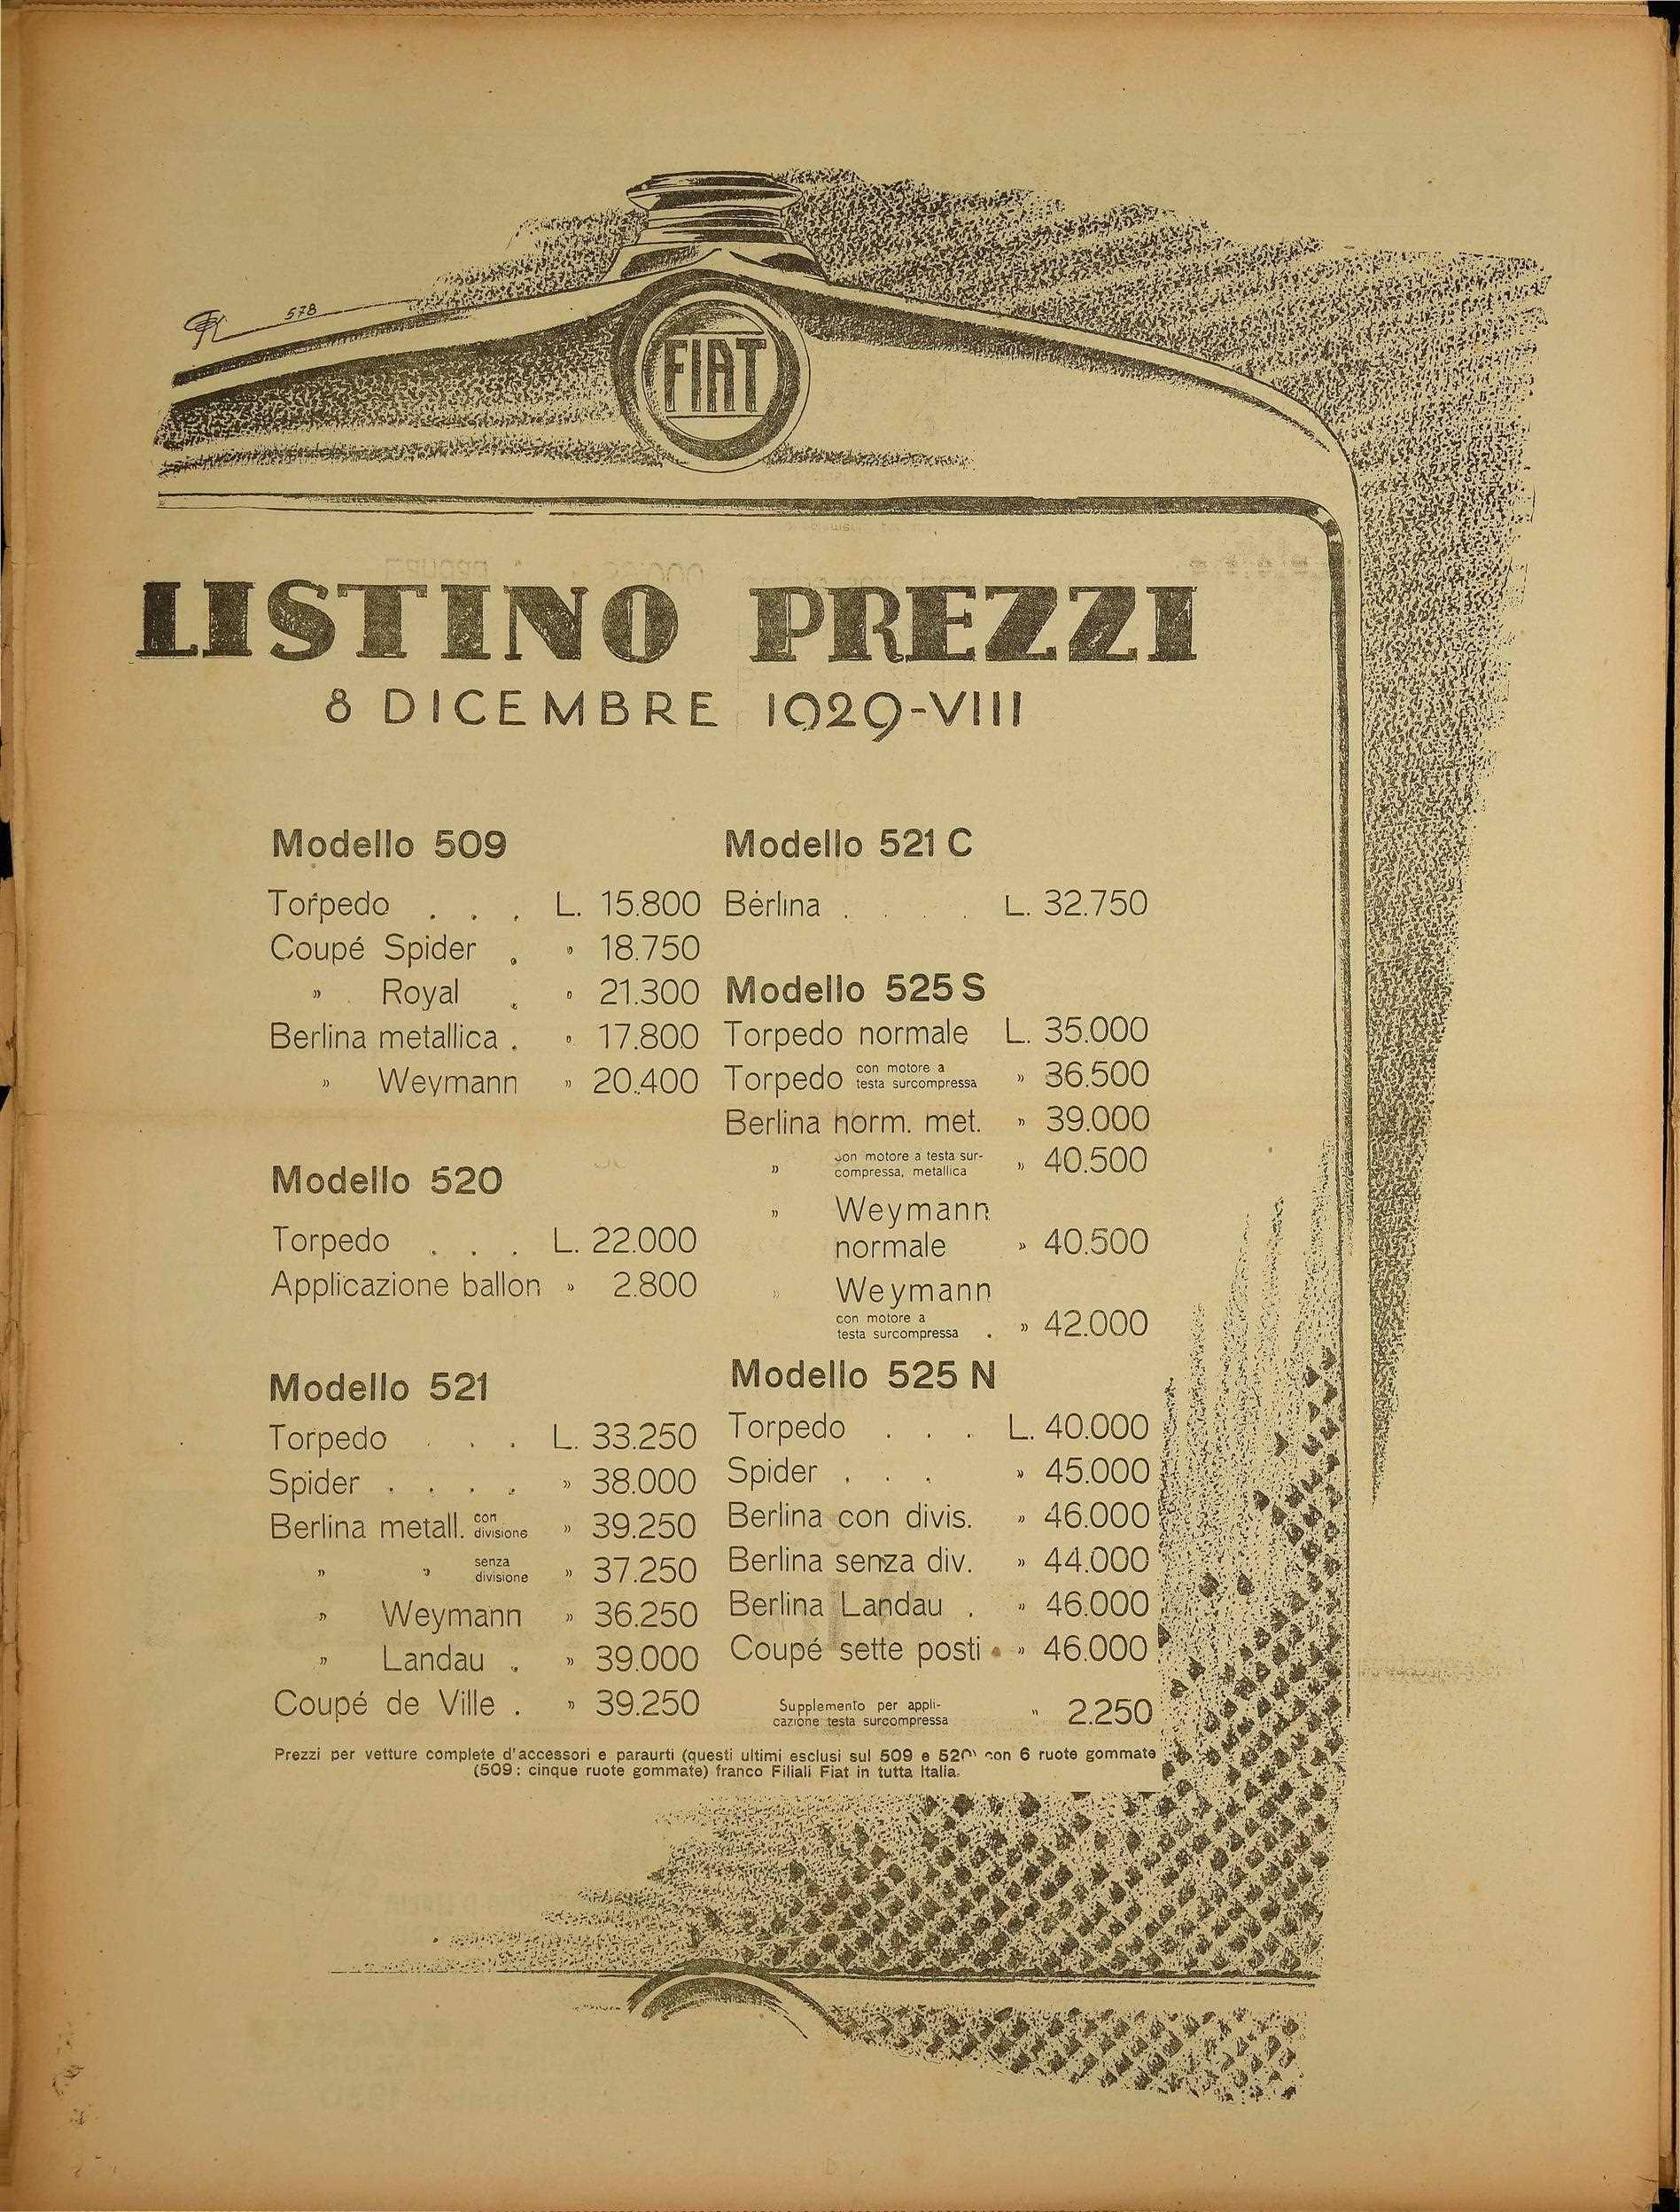 578
FIAT
LISTINO PREZZI
8 DICEMBRE 1929-VIII
Modello 509
Torpedo . . . L. 15.800
Coupé Spider . » 18.750
» Royal . » 21.300
Berlina metallica . » 17.800
» Weymann » 20.400
Modello 520
Torpedo . . . L. 22.000
Applicazione ballon » 2.800
Modello 521
Torpedo . . . L. 33.250
Spider . . . . » 38.000
Berlina metall. con divisione » 39.250
» » senza divisione » 37.250
» Weymann » 36.250
» Landau . » 39.000
Coupé de Ville . » 39.250
Modello 521 C
Berlina . . . . L. 32.750
Modello 525 S
Torpedo normale L. 35.000
Torpedo con motore a testa surcompressa » 36.500
Berlina norm. met. » 39.000
» con motore a testa sur-
compressa, metallica » 40.500
» Weymann
normale » 40.500
» Weymann
con motore a
testa surcompressa . » 42.000
Modello 525 N
Torpedo . . . L. 40.000
Spider . . . » 45.000
Berlina con divis. » 46.000
Berlina senza div. » 44.000
Berlina Landau . » 46.000
Coupé sette posti . » 46.000
Supplemento per appli-
cazione testa surcompressa » 2.250
Prezzi per vetture complete d'accessori e paraurti (questi ultimi esclusi sul 509 e 520) con 6 ruote gommate
(509: cinque ruote gommate) franco Filiali Fiat in tutta Italia.